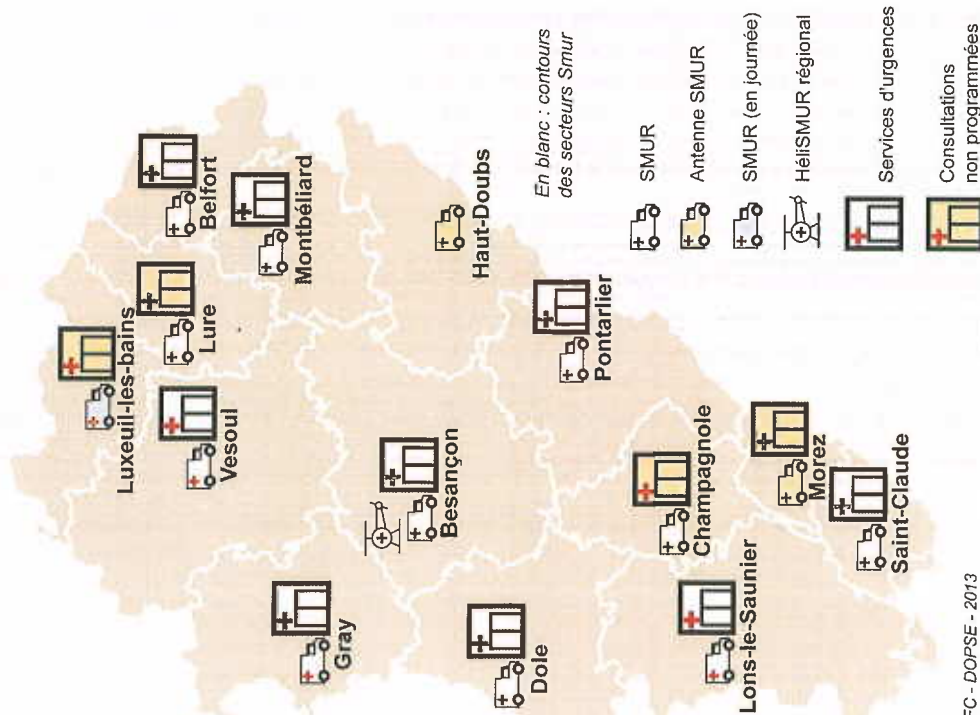 Luxeuil-les-bains
Lure
Belfort
Vesoul
Montbéliard
Gray
Besançon
Haut-Doubs
Dole
Pontarlier
Champagnole
Lons-le-Saunier
Morez
Saint-Claude
En blanc : contours
des secteurs Smur
SMUR
Antenne SMUR
SMUR (en journée)
HéliSMUR régional
Services d'urgences
Consultations
non programmées
FC - DOPSE - 2013